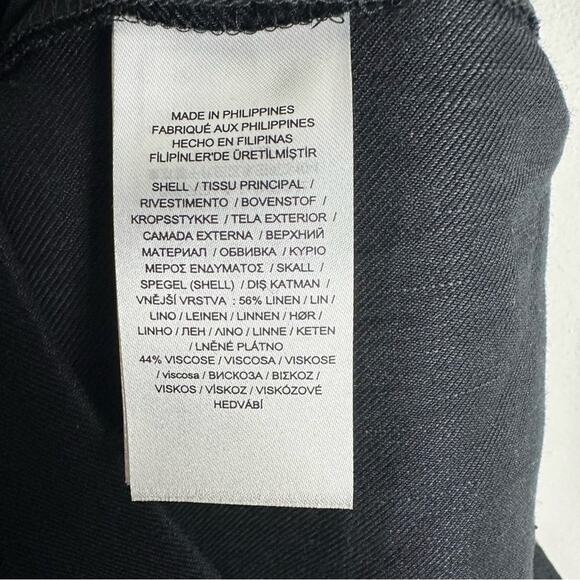 MADE IN PHILIPPINES
FABRIQUÉ AUX PHILIPPINES
HECHO EN FILIPINAS
FİLİPİNLER'DE ÜRETİLMİŞTİR
SHELL / TISSU PRINCIPAL /
RIVESTIMENTO / BOVENSTOF /
KROPSSTYKKE / TELA EXTERIOR /
CAMADA EXTERNA / ВЕРХНИЙ
МАТЕРИАЛ / ОБВИВКА / ΚΥΡΙΟ
ΜΕΡΟΣ ΕΝΔΥΜΑΤΟΣ / SKALL /
SPEGEL (SHELL) / DIŞ KATMAN /
VNĚJŠÍ VRSTVA : 56% LINEN / LIN /
LINO / LEINEN / LINNEN / HØR /
LINHO / ЛЕН / ΛΙΝΟ / LINNE / KETEN
/ LNĚNÉ PLÁTNO
44% VISCOSE / VISCOSA / VISKOSE
/ viscosa / ВИСКОЗА / ΒΙΣΚΟΖ /
VISKOS / VİSKOZ / VISKÓZOVÉ
HEDVÁBÍ